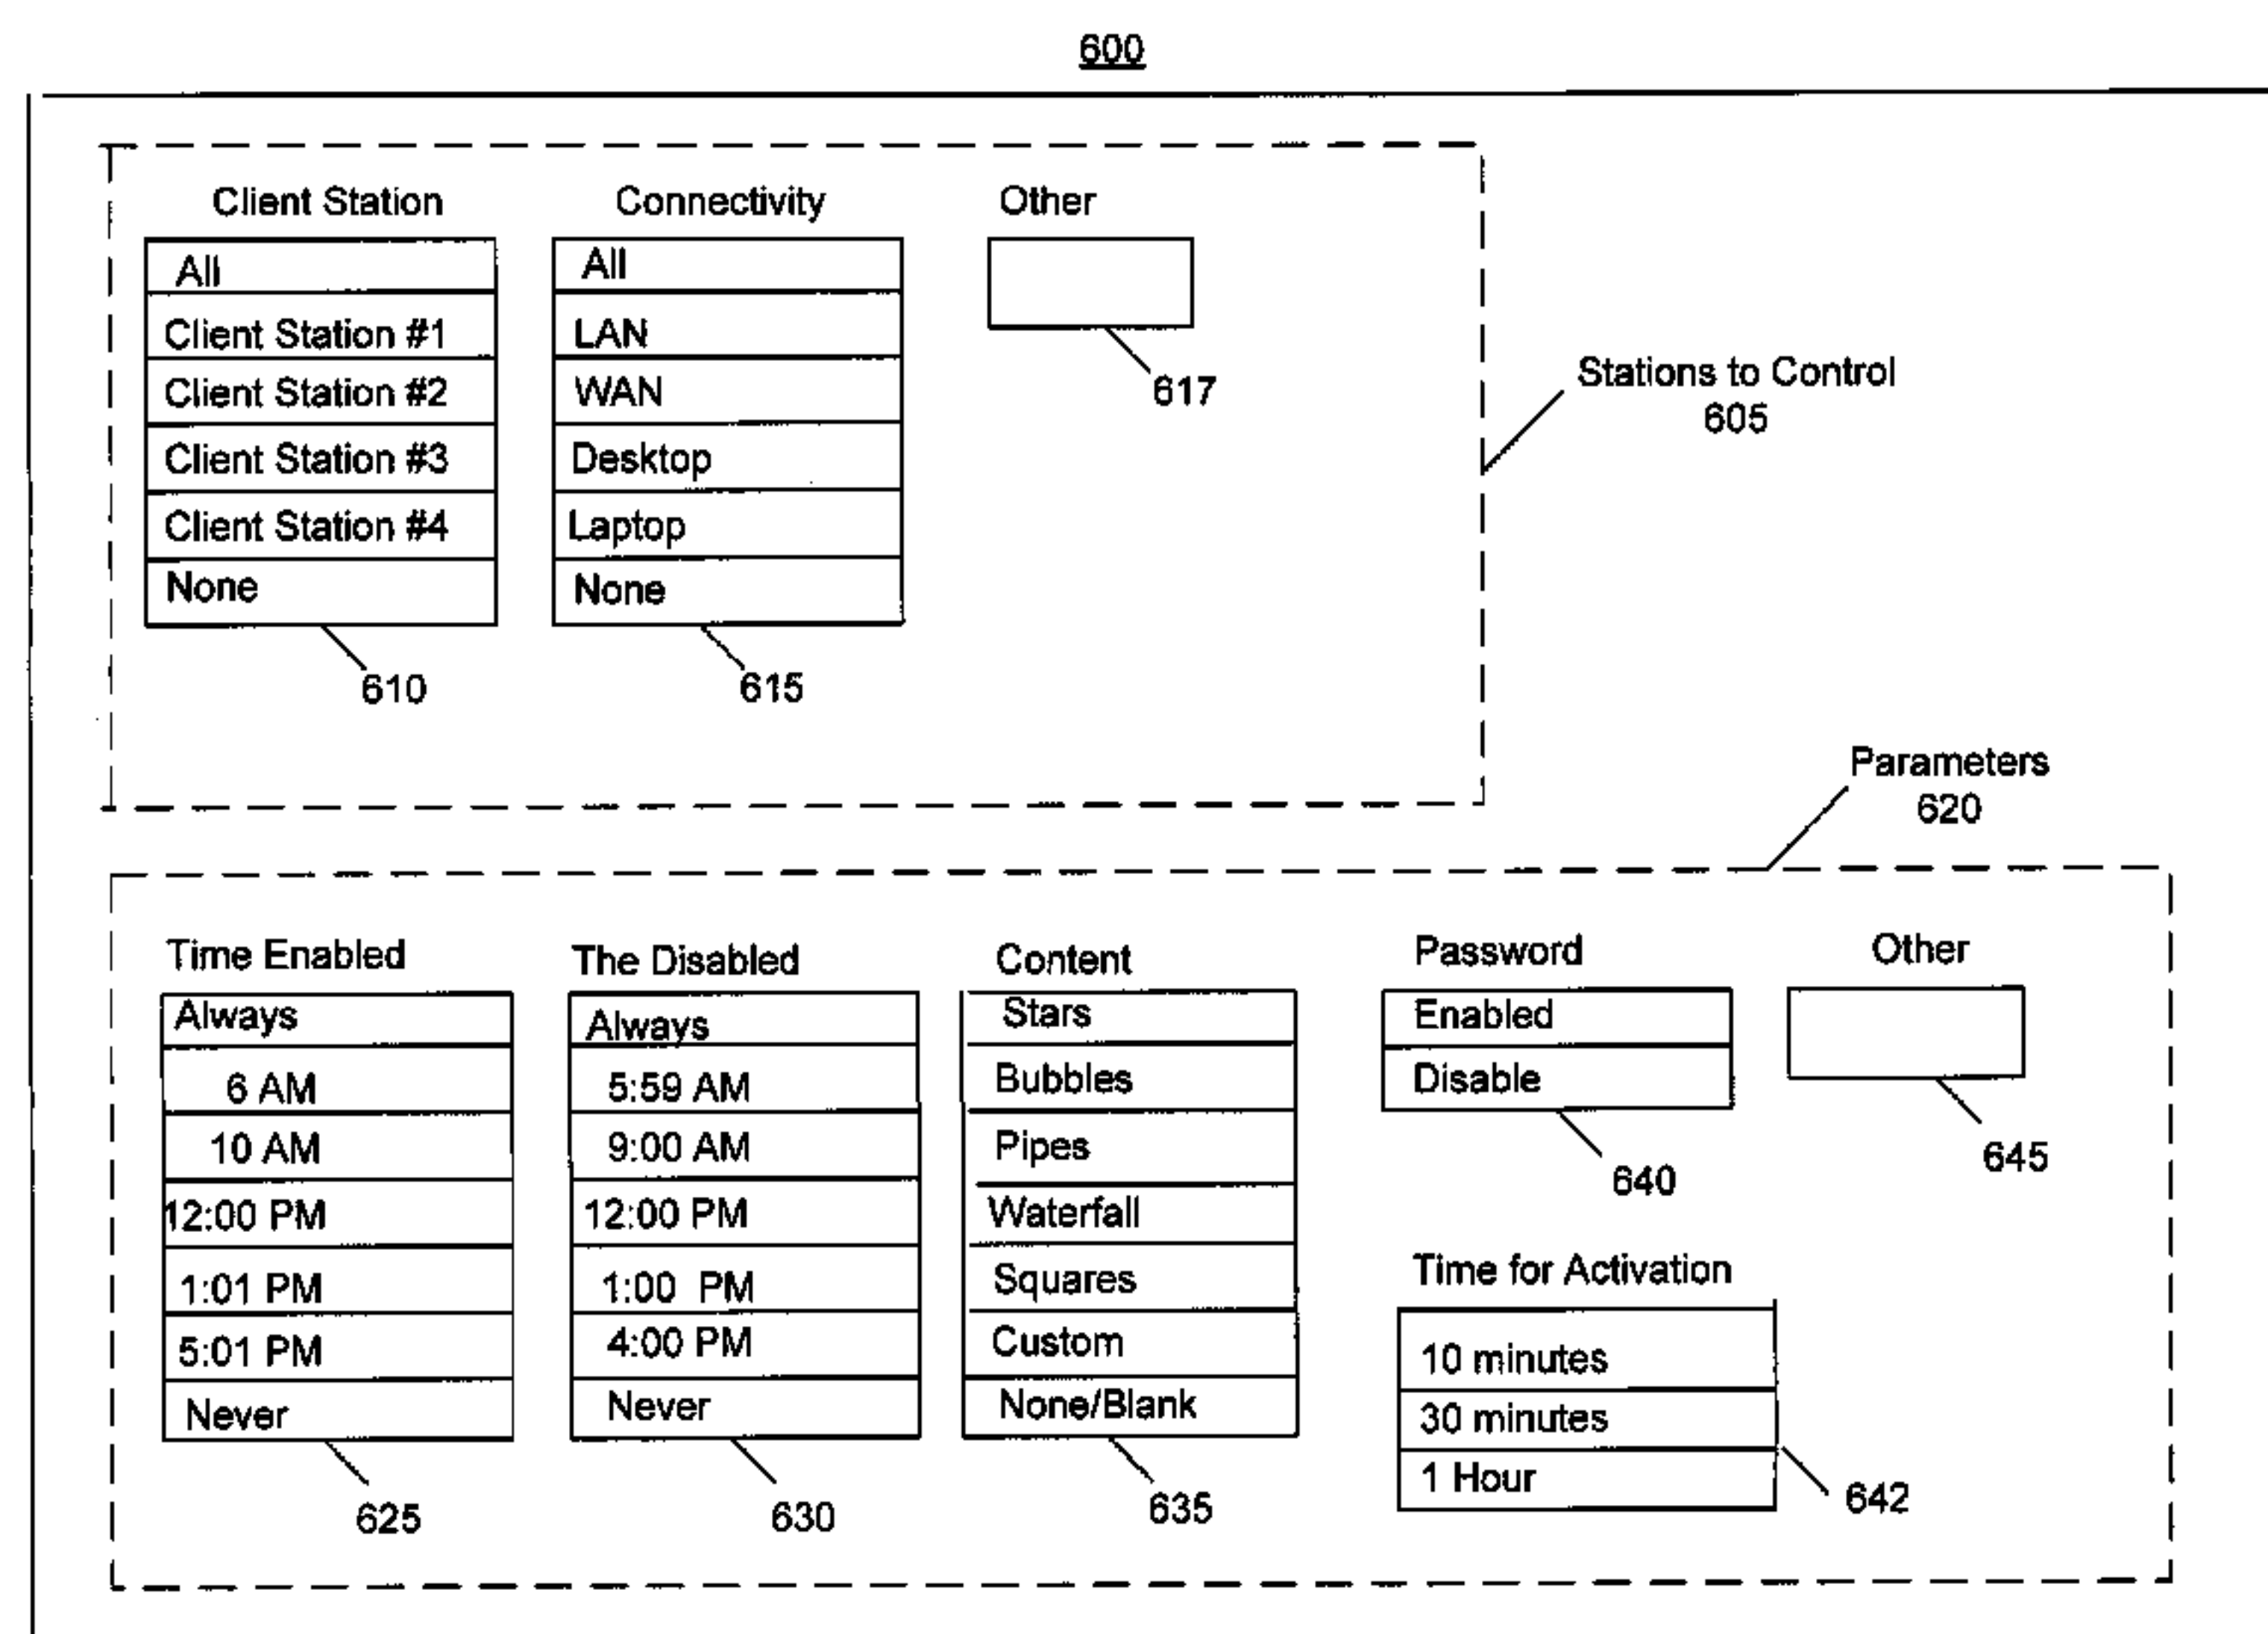 600
Client Station
All
Client Station #1
Client Station #2
Client Station #3
Client Station #4
None
610
Connectivity
All
LAN
WAN
Desktop
Laptop
None
615
Other
617
Stations to Control
605
Parameters
620
Time Enabled
Always
6 AM
10 AM
12:00 PM
1:01 PM
5:01 PM
Never
625
The Disabled
Always
5:59 AM
9:00 AM
12:00 PM
1:00 PM
4:00 PM
Never
630
Content
Stars
Bubbles
Pipes
Waterfall
Squares
Custom
None/Blank
635
Password
Enabled
Disable
640
Other
645
Time for Activation
10 minutes
30 minutes
1 Hour
642